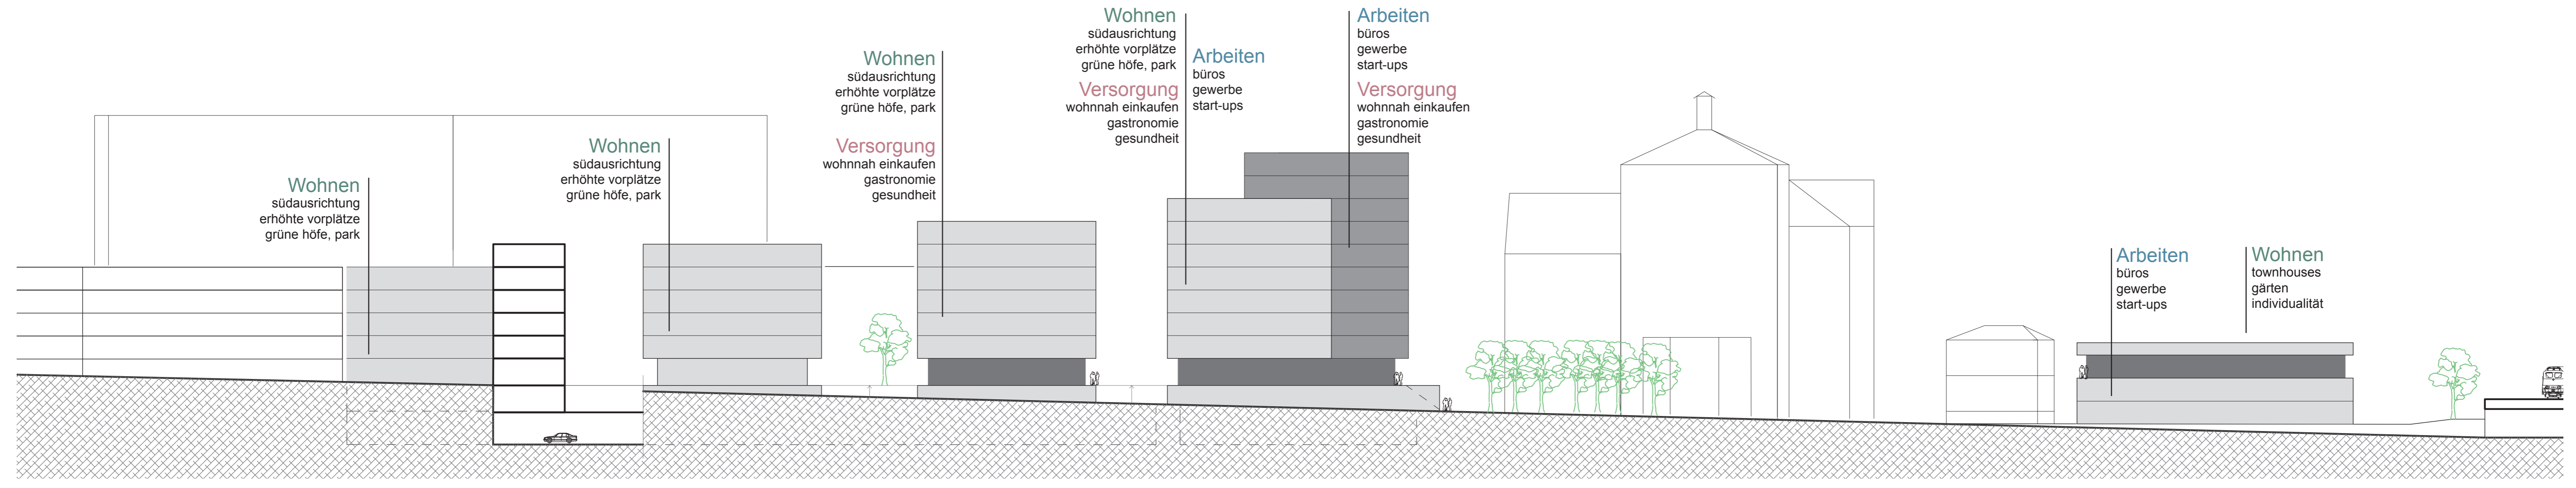 Wohnen
südausrichtung
erhöhte vorplätze
grüne höfe, park
Wohnen
südausrichtung
erhöhte vorplätze
grüne höfe, park
Wohnen
südausrichtung
erhöhte vorplätze
grüne höfe, park
Versorgung
wohnnah einkaufen
gastronomie
gesundheit
Wohnen
südausrichtung
erhöhte vorplätze
grüne höfe, park
Versorgung
wohnnah einkaufen
gastronomie
gesundheit
Arbeiten
büros
gewerbe
start-ups
Arbeiten
büros
gewerbe
start-ups
Versorgung
wohnnah einkaufen
gastronomie
gesundheit
Arbeiten
büros
gewerbe
start-ups
Wohnen
townhouses
gärten
individualität